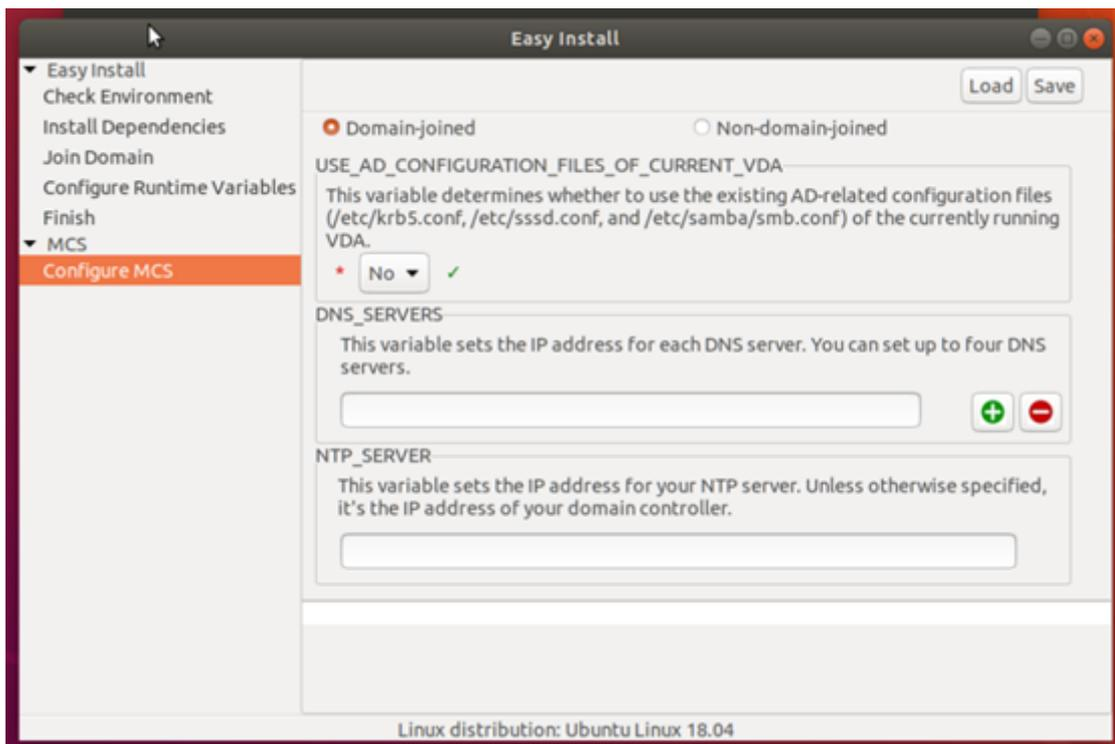 Easy Install
Easy Install
Check Environment
Install Dependencies
Join Domain
Configure Runtime Variables
Finish
MCS
Configure MCS
Load Save
Domain-joined Non-domain-joined
USE_AD_CONFIGURATION_FILES_OF_CURRENT_VDA
This variable determines whether to use the existing AD-related configuration files
(/etc/krb5.conf, /etc/sssd.conf, and /etc/samba/smb.conf) of the currently running
VDA.
* No ✓
DNS_SERVERS
This variable sets the IP address for each DNS server. You can set up to four DNS
servers.
NTP_SERVER
This variable sets the IP address for your NTP server. Unless otherwise specified,
it's the IP address of your domain controller.
Linux distribution: Ubuntu Linux 18.04